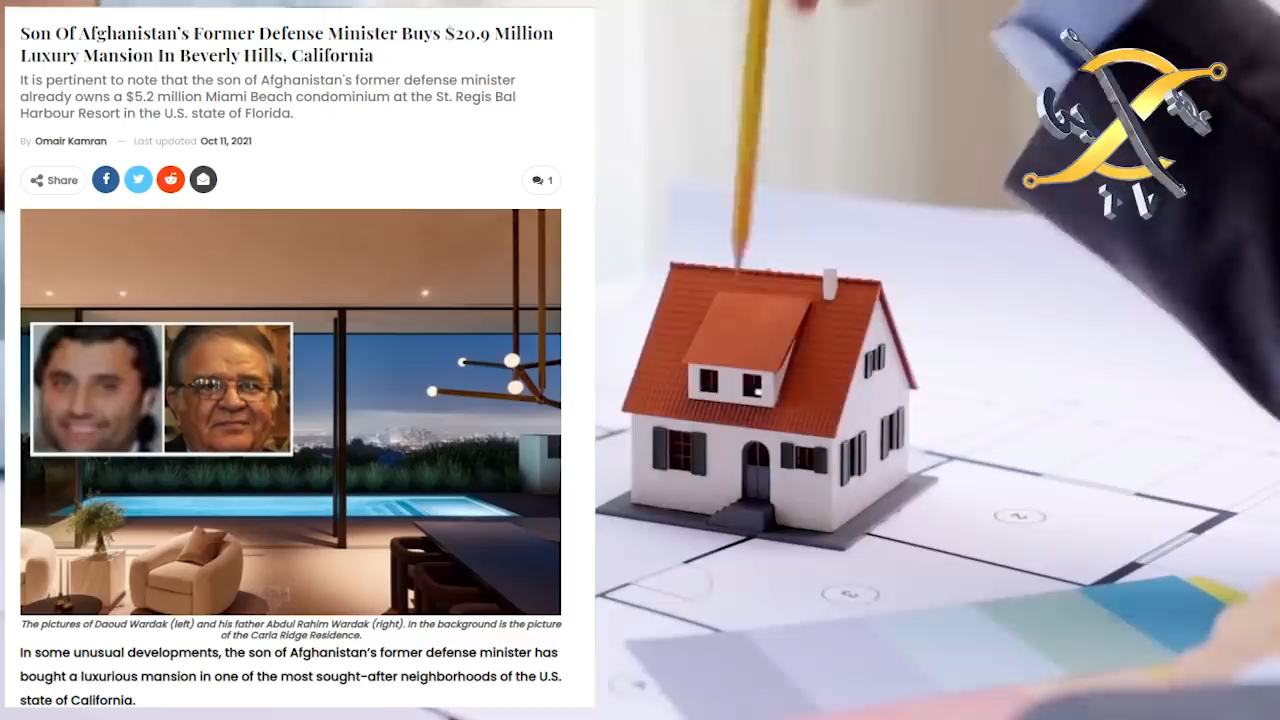 Son Of Afghanistan's Former Defense Minister Buys $20.9 Million
Luxury Mansion In Beverly Hills, California
It is pertinent to note that the son of Afghanistan's former defense minister
already owns a $5.2 million Miami Beach condominium at the St. Regis Bal
Harbour Resort in the U.S. state of Florida.
By Omair Kamran — Last updated Oct 11, 2021
Share
1
The pictures of Daoud Wardak (left) and his father Abdul Rahim Wardak (right). In the background is the picture
of the Carla Ridge Residence.
In some unusual developments, the son of Afghanistan's former defense minister has
bought a luxurious mansion in one of the most sought-after neighborhoods of the U.S.
state of California.